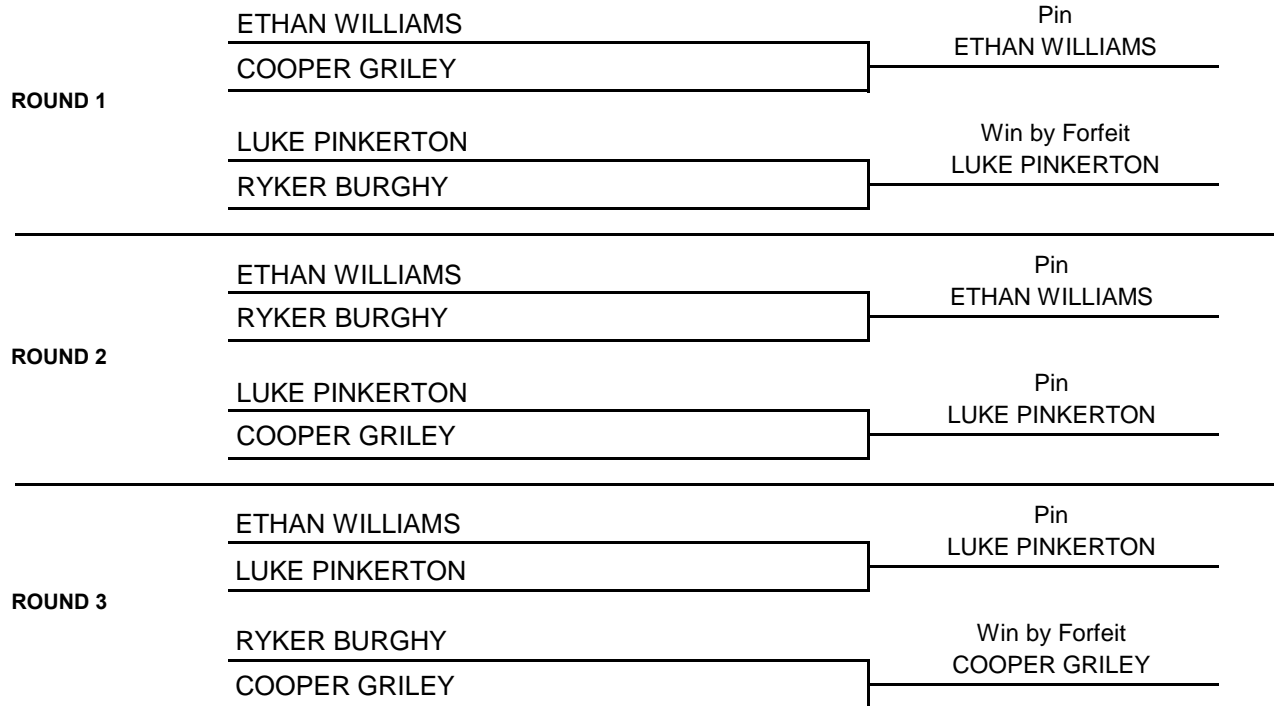 ETHAN WILLIAMS
Pin
ETHAN WILLIAMS
COOPER GRILEY
ROUND 1
LUKE PINKERTON
Win by Forfeit
LUKE PINKERTON
RYKER BURGHY
ETHAN WILLIAMS
Pin
ETHAN WILLIAMS
RYKER BURGHY
ROUND 2
LUKE PINKERTON
Pin
LUKE PINKERTON
COOPER GRILEY
ETHAN WILLIAMS
Pin
LUKE PINKERTON
LUKE PINKERTON
ROUND 3
RYKER BURGHY
Win by Forfeit
COOPER GRILEY
COOPER GRILEY